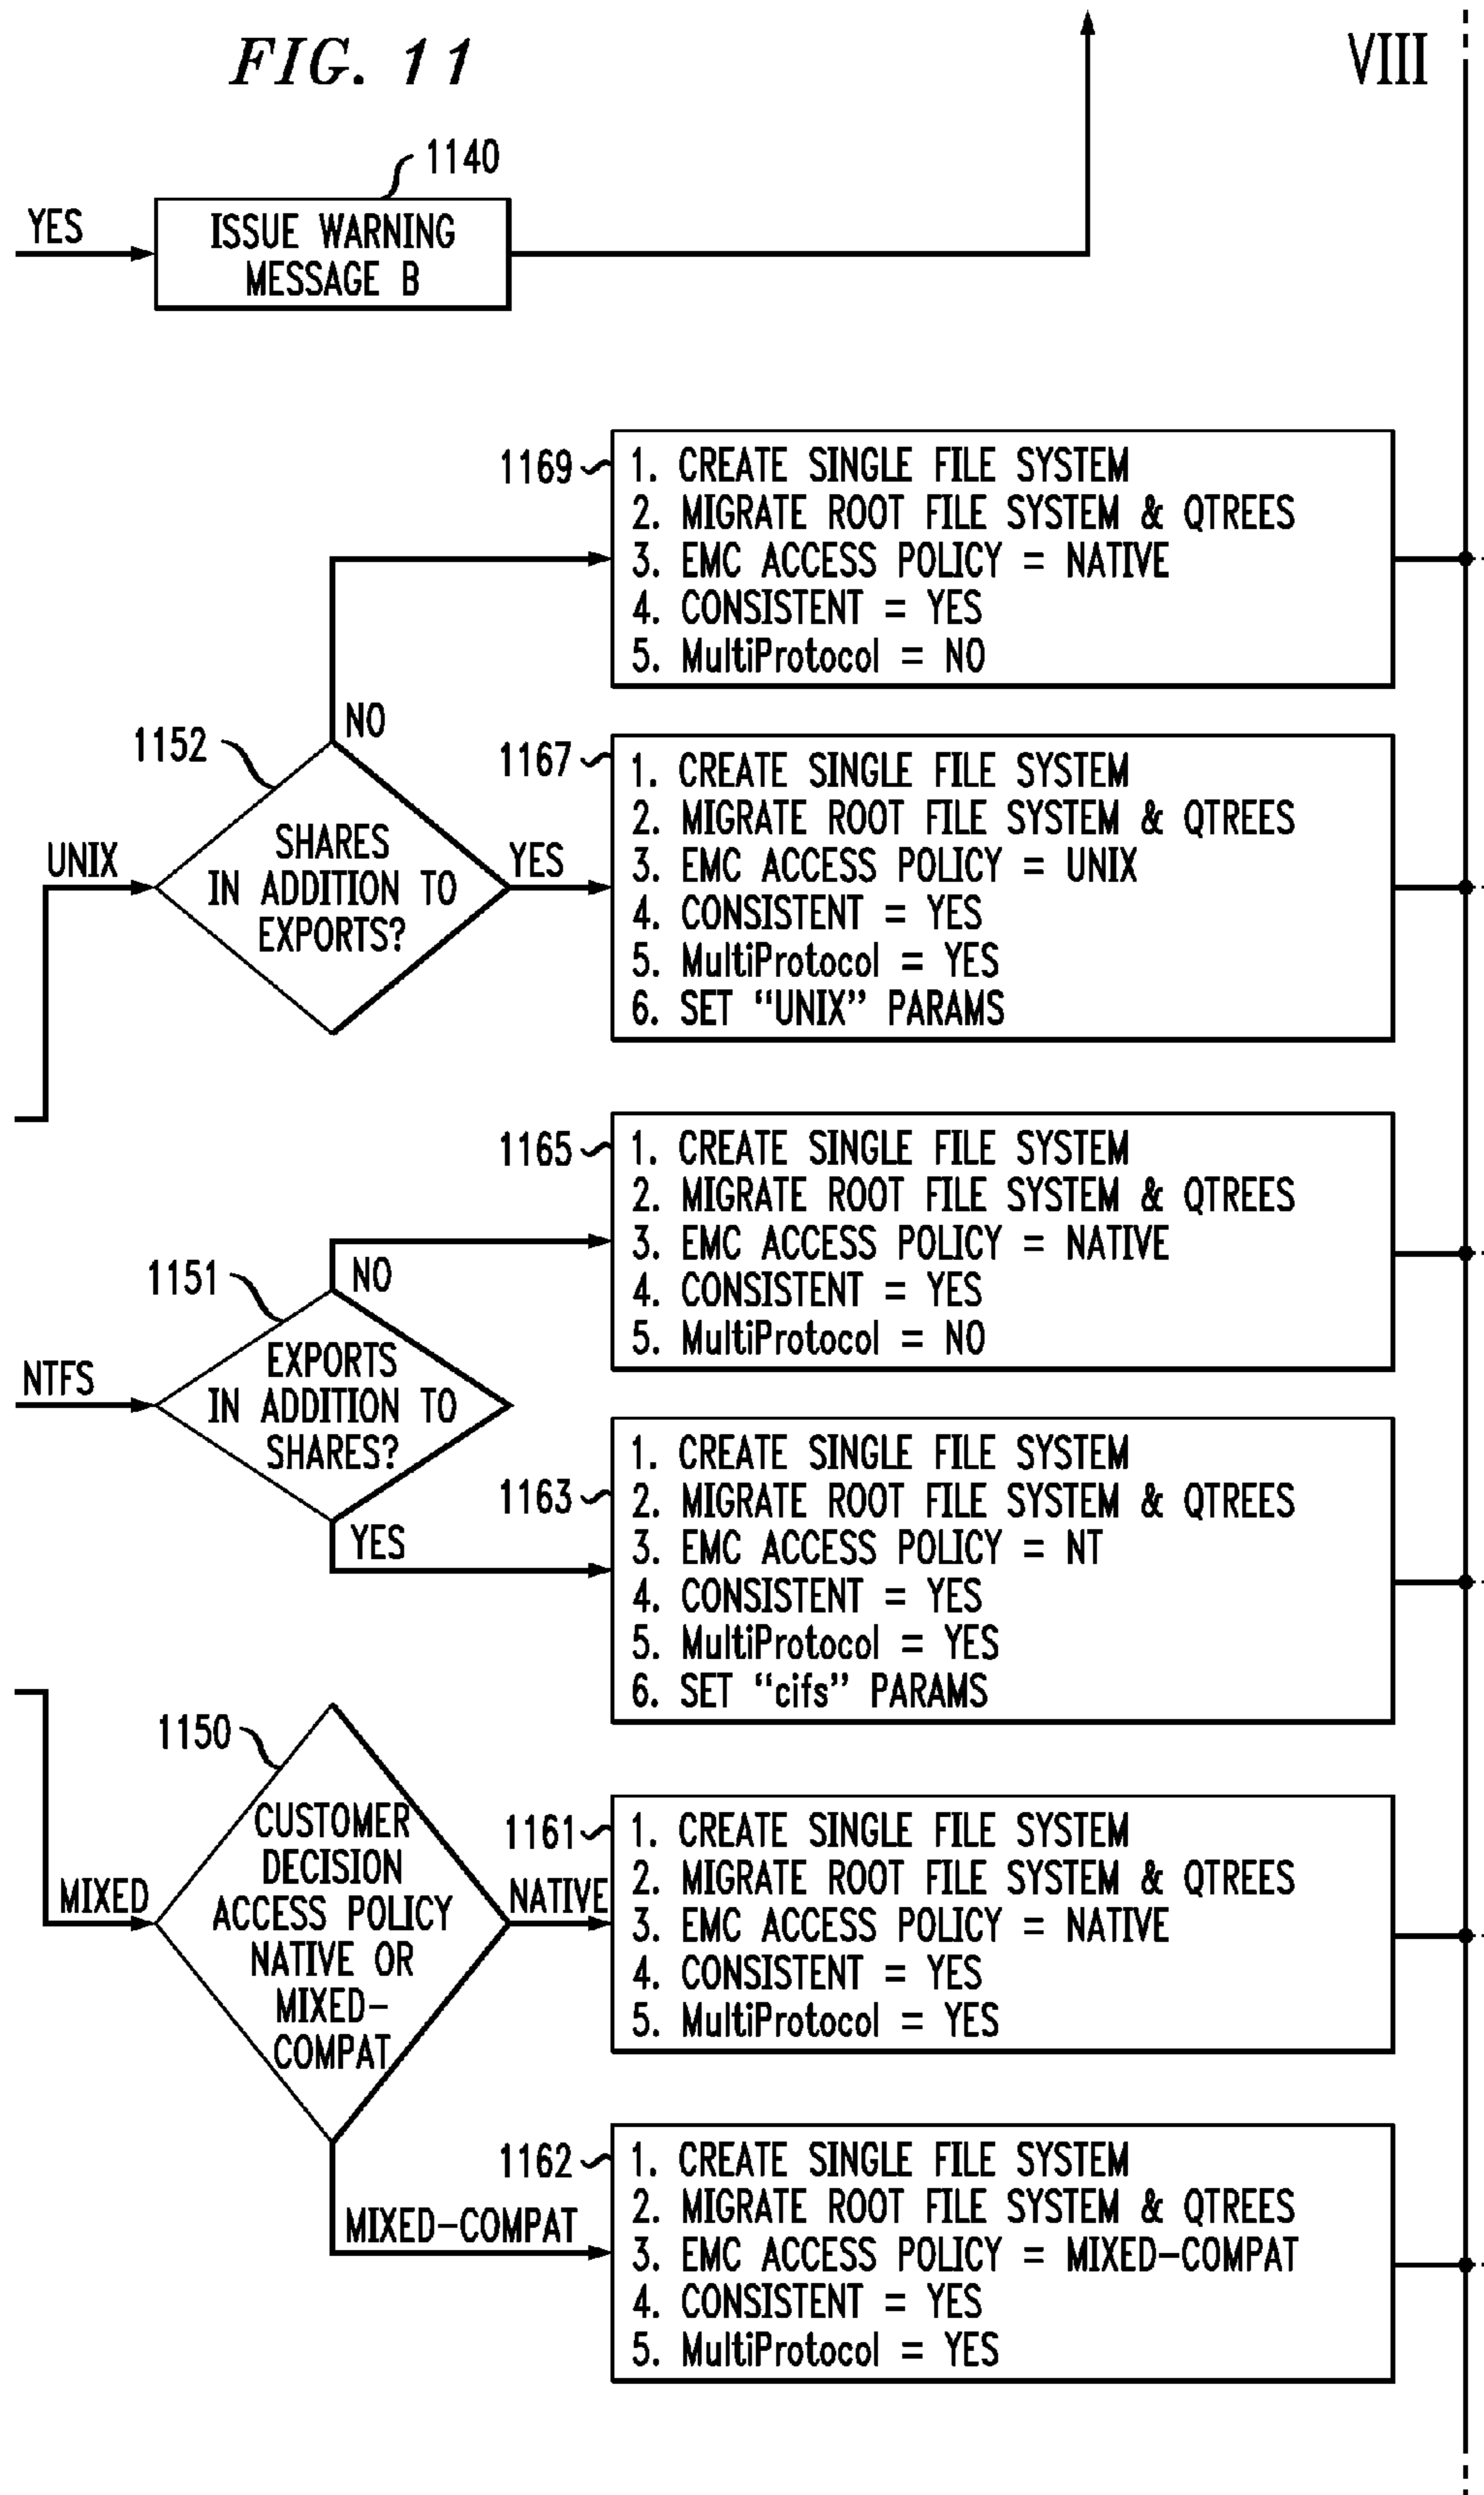 FIG. 11
VIII
1140
YES
ISSUE WARNING
MESSAGE B
1169
1. CREATE SINGLE FILE SYSTEM
2. MIGRATE ROOT FILE SYSTEM & QTREES
3. EMC ACCESS POLICY = NATIVE
4. CONSISTENT = YES
5. MultiProtocol = NO
NO
1152
UNIX
SHARES
IN ADDITION TO
EXPORTS?
YES
1167
1. CREATE SINGLE FILE SYSTEM
2. MIGRATE ROOT FILE SYSTEM & QTREES
3. EMC ACCESS POLICY = UNIX
4. CONSISTENT = YES
5. MultiProtocol = YES
6. SET “UNIX” PARAMS
1165
1. CREATE SINGLE FILE SYSTEM
2. MIGRATE ROOT FILE SYSTEM & QTREES
3. EMC ACCESS POLICY = NATIVE
4. CONSISTENT = YES
5. MultiProtocol = NO
1151
NO
NTFS
EXPORTS
IN ADDITION TO
SHARES?
YES
1163
1. CREATE SINGLE FILE SYSTEM
2. MIGRATE ROOT FILE SYSTEM & QTREES
3. EMC ACCESS POLICY = NT
4. CONSISTENT = YES
5. MultiProtocol = YES
6. SET “cifs” PARAMS
1150
MIXED
CUSTOMER
DECISION
ACCESS POLICY
NATIVE OR
MIXED-
COMPAT
NATIVE
1161
1. CREATE SINGLE FILE SYSTEM
2. MIGRATE ROOT FILE SYSTEM & QTREES
3. EMC ACCESS POLICY = NATIVE
4. CONSISTENT = YES
5. MultiProtocol = YES
MIXED-COMPAT
1162
1. CREATE SINGLE FILE SYSTEM
2. MIGRATE ROOT FILE SYSTEM & QTREES
3. EMC ACCESS POLICY = MIXED-COMPAT
4. CONSISTENT = YES
5. MultiProtocol = YES